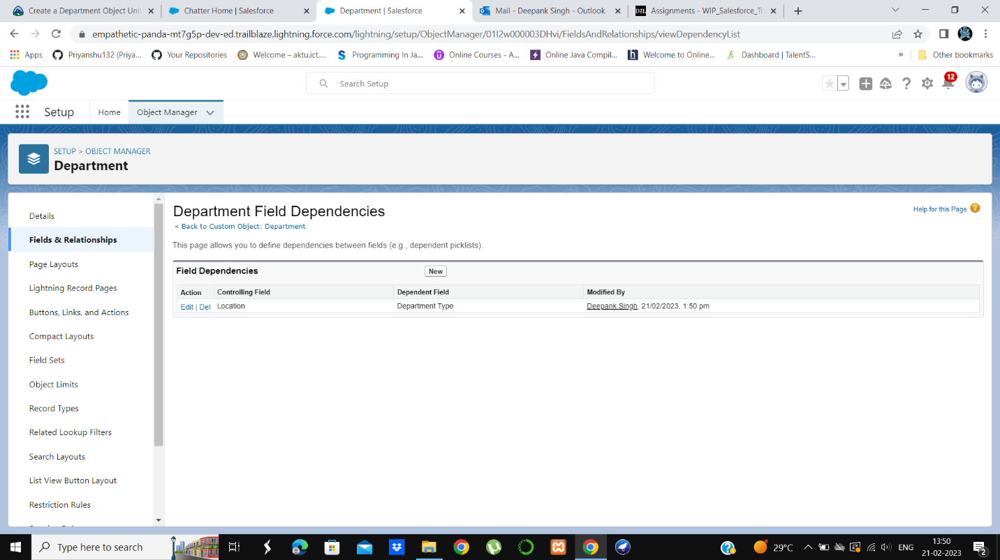 Create a Department Object Unit
Chatter Home | Salesforce
Department | Salesforce
Mail - Deepank Singh - Outlook
D2L Assignments - WIP_Salesforce_Tra
empathetic-panda-mt7g5p-dev-ed.trailblaze.lightning.force.com/lightning/setup/ObjectManager/01I2w000003DHvi/FieldsAndRelationships/viewDependencyList
Apps
Priyanshu132 (Priya...
Your Repositories
Welcome – aktu.ict....
Programming In Ja...
Online Courses - A...
Online Java Compil...
Welcome to Online...
Dashboard | TalentS...
»
Other bookmarks
Search Setup
12
Setup
Home
Object Manager
SETUP > OBJECT MANAGER
Department
Details
Fields & Relationships
Page Layouts
Lightning Record Pages
Buttons, Links, and Actions
Compact Layouts
Field Sets
Object Limits
Record Types
Related Lookup Filters
Search Layouts
List View Button Layout
Restriction Rules
Department Field Dependencies
Help for this Page ?
« Back to Custom Object: Department
This page allows you to define dependencies between fields (e.g., dependent picklists).
Field Dependencies
New
Action Controlling Field Dependent Field Modified By
Edit | Del Location Department Type Deepank Singh, 21/02/2023, 1:50 pm
Type here to search
29°C
ENG
13:50
21-02-2023
2